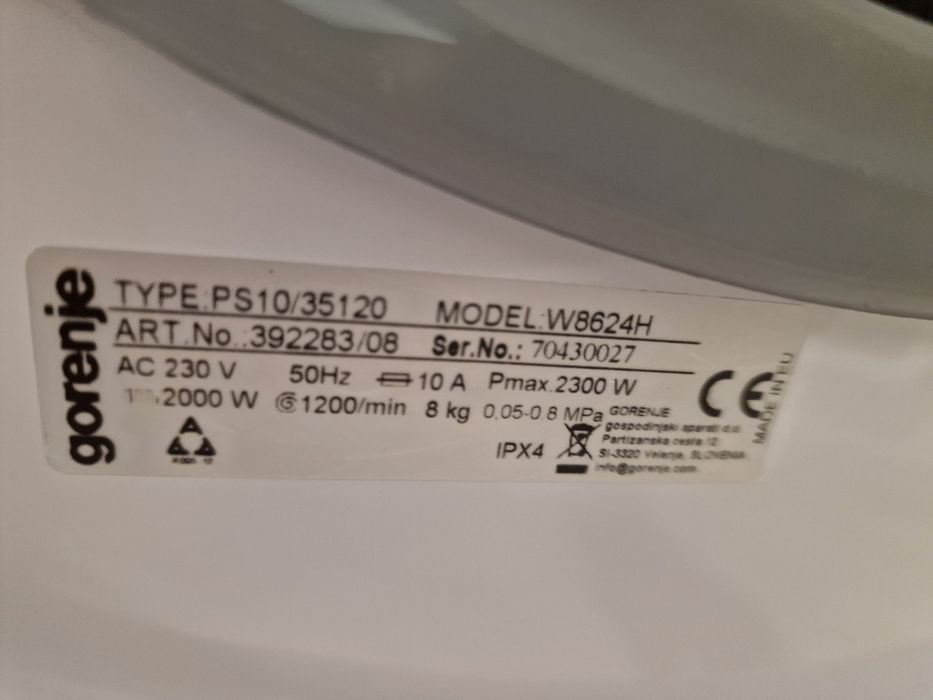 gorenje
TYPE:PS10/35120 MODEL:W8624H
ART.No.:392283/08 Ser.No.: 70430027
AC 230 V 50Hz 10 A Pmax.2300 W
2000 W 1200/min 8 kg 0,05-0.8 MPa
IPX4
GORENJE
gospodinjski aparati d.d.
Partizanska cesta 12
SI-3320 Velenje, SLOVENIA
info@gorenje.com
CE
MADE IN EU